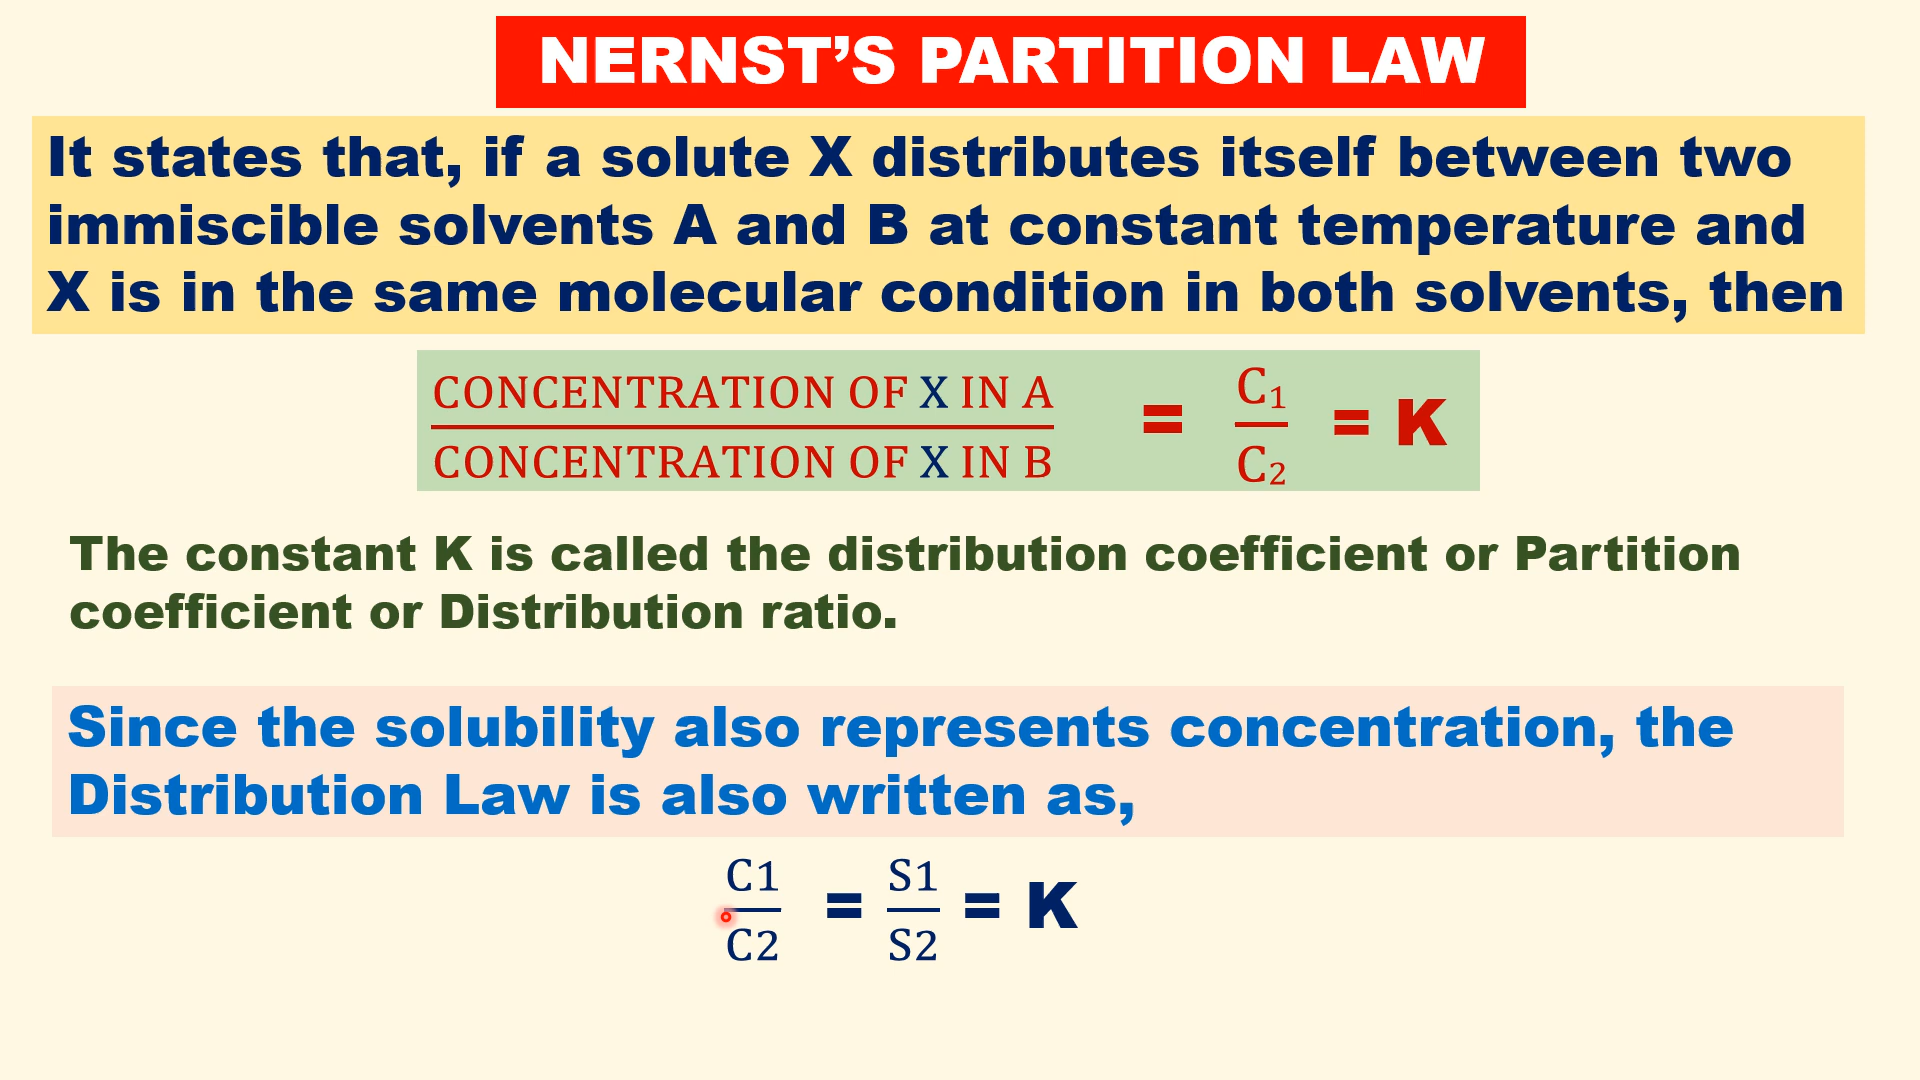 NERNST’S PARTITION LAW
It states that, if a solute X distributes itself between two
immiscible solvents A and B at constant temperature and
X is in the same molecular condition in both solvents, then
CONCENTRATION OF X IN A
CONCENTRATION OF X IN B
=
C₁
C₂
= K
The constant K is called the distribution coefficient or Partition
coefficient or Distribution ratio.
Since the solubility also represents concentration, the
Distribution Law is also written as,
C1
C2
=
S1
S2
= K